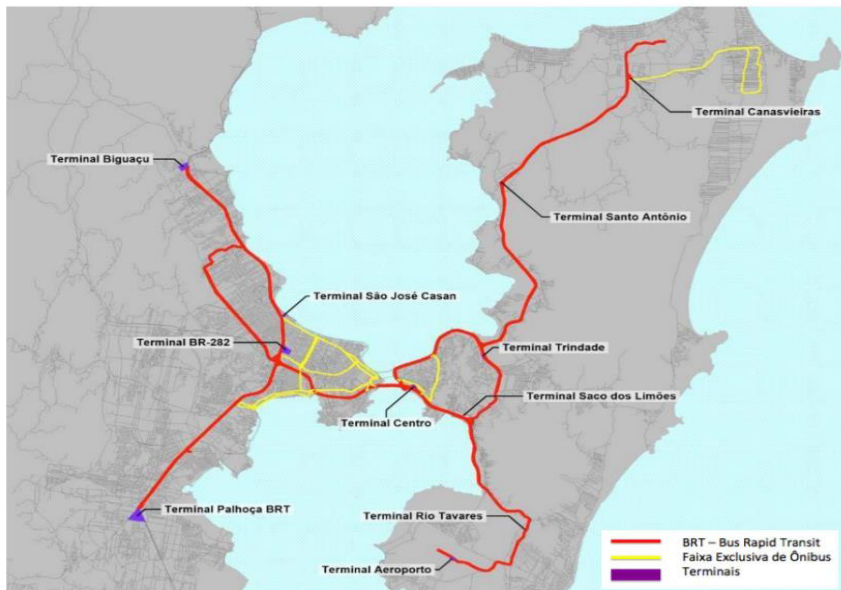 Terminal Canasvieiras
Terminal Biguaçu
Terminal Santo Antônio
Terminal São José Casan
Terminal BR-282
Terminal Trindade
Terminal Saco dos Limões
Terminal Centro
Terminal Palhoça BRT
Terminal Rio Tavares
Terminal Aeroporto
BRT – Bus Rapid Transit
Faixa Exclusiva de Ônibus
Terminais